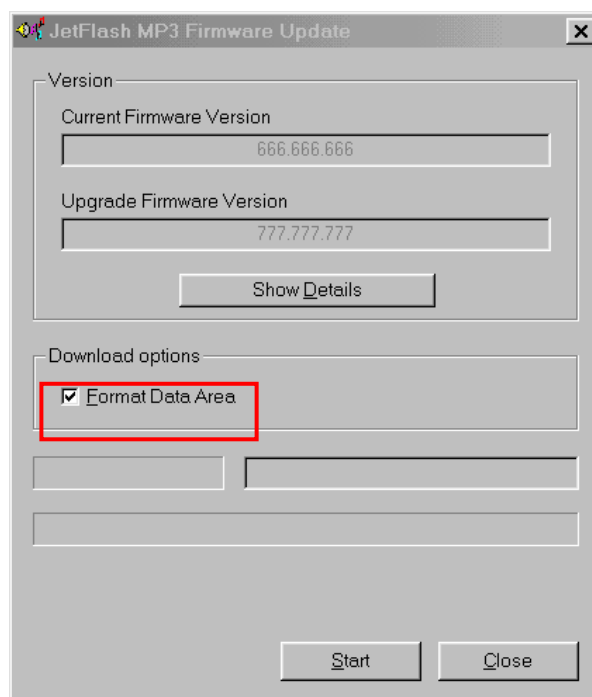 JetFlash MP3 Firmware Update
Version
Current Firmware Version
666.666.666
Upgrade Firmware Version
777.777.777
Show Details
Download options
Format Data Area
Start
Close